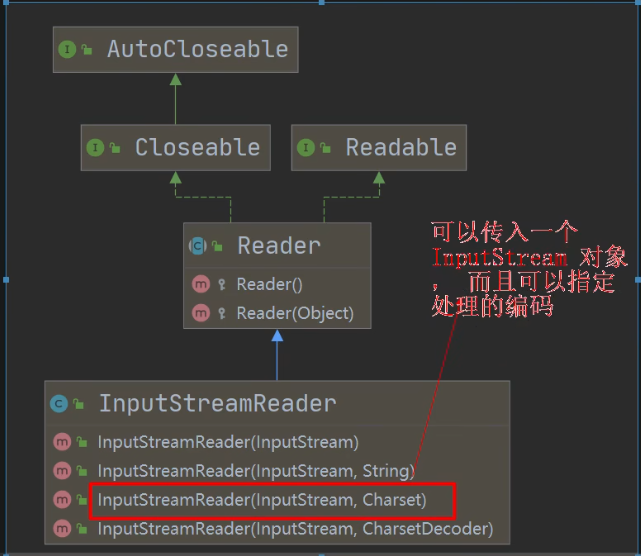 AutoCloseable
Closeable
Readable
Reader
Reader()
Reader(Object)
可以传入一个
InputStream 对象
， 而且可以指定
处理的编码
InputStreamReader
InputStreamReader(InputStream)
InputStreamReader(InputStream, String)
InputStreamReader(InputStream, Charset)
InputStreamReader(InputStream, CharsetDecoder)